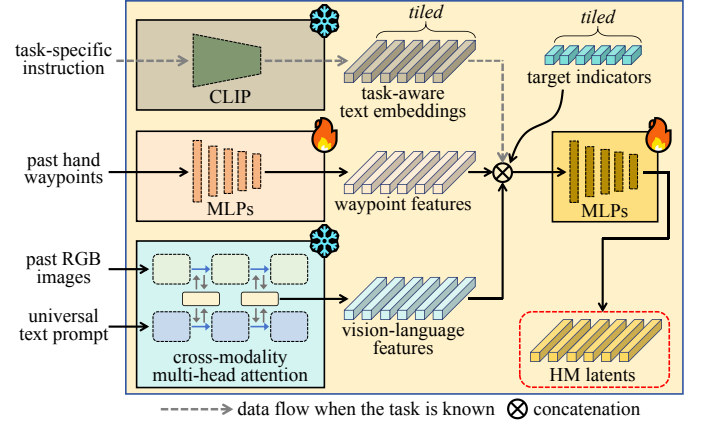 tiled
tiled
task-specific
instruction
CLIP
task-aware
text embeddings
target indicators
past hand
waypoints
MLPs
waypoint features
MLPs
past RGB
images
universal
text prompt
cross-modality
multi-head attention
vision-language
features
HM latents
data flow when the task is known
concatenation